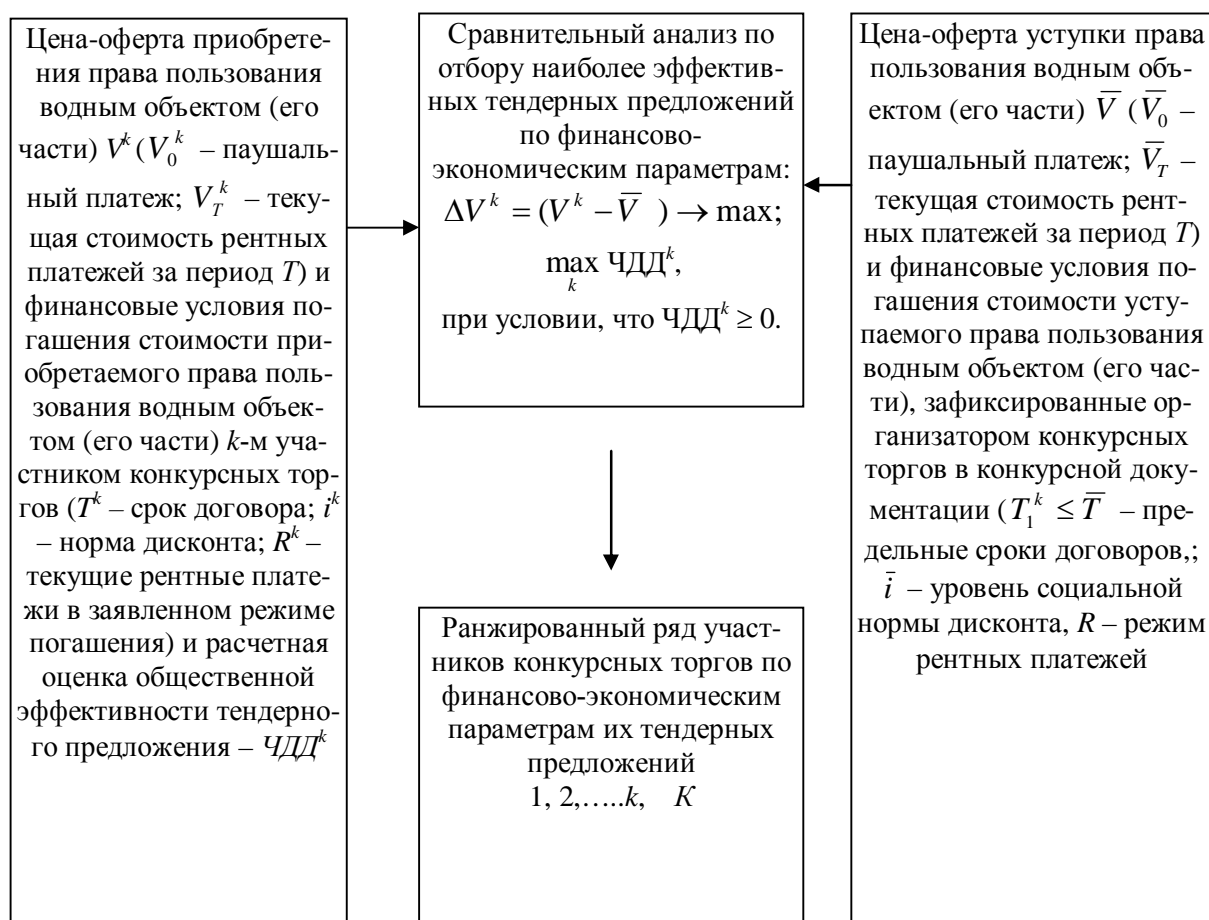 Цена-оферта приобрете-
ния права пользования
водным объектом (его
части) V^k (V_0^k – паушаль-
ный платеж; V_T^k – теку-
щая стоимость рентных
платежей за период T) и
финансовые условия по-
гашения стоимости при-
обретаемого права поль-
зования водным объек-
том (его части) k-м уча-
стником конкурсных тор-
гов (T^k – срок договора; i^k
– норма дисконта; R^k –
текущие рентные плате-
жи в заявленном режиме
погашения) и расчетная
оценка общественной
эффективности тендерно-
го предложения – ЧДД^k
Сравнительный анализ по
отбору наиболее эффектив-
ных тендерных предложений
по финансово-
экономическим параметрам:
ΔV^k = (V^k − V̅ ) → max;
max_k ЧДД^k,
при условии, что ЧДД^k ≥ 0.
Ранжированный ряд участ-
ников конкурсных торгов по
финансово-экономическим
параметрам их тендерных
предложений
1, 2,…..k, K
Цена-оферта уступки права
пользования водным объ-
ектом (его части) V̅ (V̅_0 –
паушальный платеж; V̅_T –
текущая стоимость рент-
ных платежей за период T)
и финансовые условия по-
гашения стоимости усту-
паемого права пользования
водным объектом (его час-
ти), зафиксированные ор-
ганизатором конкурсных
торгов в конкурсной доку-
ментации (T_1^k ≤ T̅ – пре-
дельные сроки договоров,;
i̅ – уровень социальной
нормы дисконта, R – режим
рентных платежей